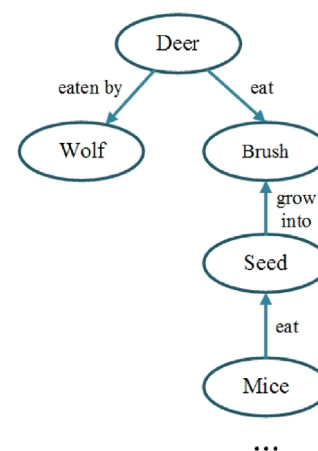 Deer
eaten by
eat
Wolf
Brush
grow
into
Seed
eat
Mice
...